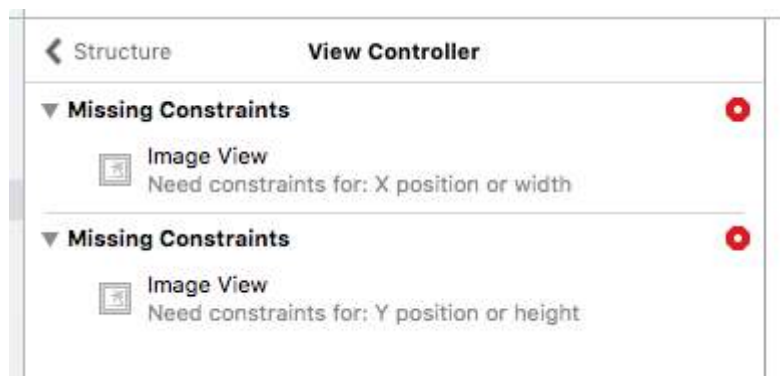 Structure View Controller
Missing Constraints
Image View
Need constraints for: X position or width
Missing Constraints
Image View
Need constraints for: Y position or height